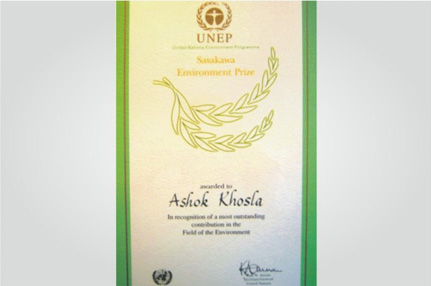 UNEP
United Nations Environment Programme
Sasakawa
Environment Prize
awarded to
Ashok Khosla
In recognition of a most outstanding
contribution in the
Field of the Environment